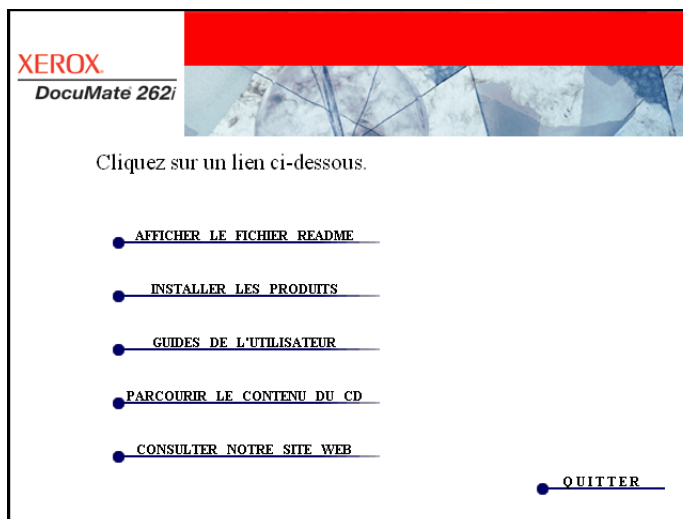 XEROX.
DocuMate 262i
Cliquez sur un lien ci-dessous.
AFFICHER LE FICHIER README
INSTALLER LES PRODUITS
GUIDES DE L'UTILISATEUR
PARCOURIR LE CONTENU DU CD
CONSULTER NOTRE SITE WEB
QUITTER